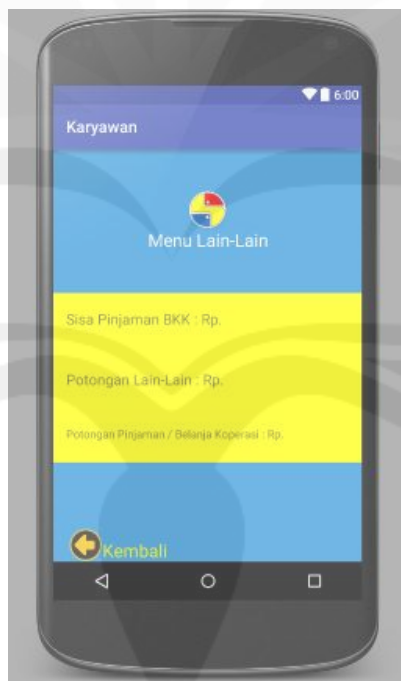 6:00
Karyawan
Menu Lain-Lain
Sisa Pinjaman BKK : Rp.
Potongan Lain-Lain : Rp.
Potongan Pinjaman / Belanja Koperasi : Rp.
Kembali